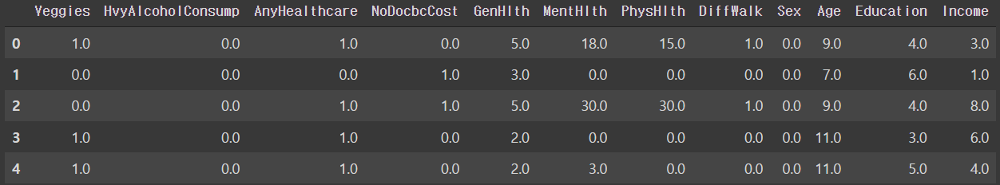 Veggies HvyAlcoholConsump AnyHealthcare NoDocbcCost GenHlth MentHlth PhysHlth DiffWalk Sex Age Education Income
0 1.0 0.0 1.0 0.0 5.0 18.0 15.0 1.0 0.0 9.0 4.0 3.0
1 0.0 0.0 0.0 1.0 3.0 0.0 0.0 0.0 0.0 7.0 6.0 1.0
2 0.0 0.0 1.0 1.0 5.0 30.0 30.0 1.0 0.0 9.0 4.0 8.0
3 1.0 0.0 1.0 0.0 2.0 0.0 0.0 0.0 0.0 11.0 3.0 6.0
4 1.0 0.0 1.0 0.0 2.0 3.0 0.0 0.0 0.0 11.0 5.0 4.0